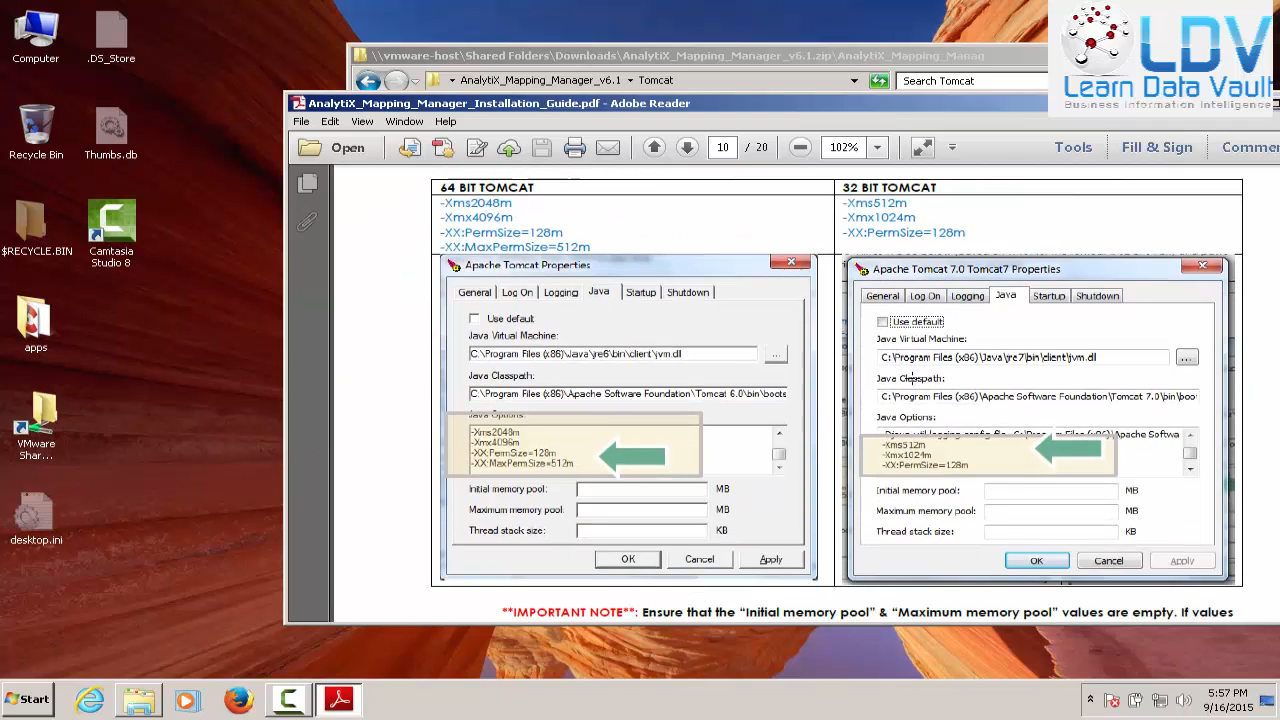 Computer
.DS_Store
Recycle Bin
Thumbs.db
$RECYCLE.BIN
Camtasia
Studio 8
apps
VMware
Shar...
desktop.ini
LDV
Learn Data Vault
Business Information Intelligence
\\vmware-host\Shared Folders\Downloads\AnalytiX_Mapping_Manager_v6.1.zip\AnalytiX_Mapping_Manag
AnalytiX_Mapping_Manager_v6.1 Tomcat
Search Tomcat
AnalytiX_Mapping_Manager_Installation_Guide.pdf - Adobe Reader
File Edit View Window Help
Open 10 / 20 102% Tools Fill & Sign Commer
64 BIT TOMCAT
-Xms2048m
-Xmx4096m
-XX:PermSize=128m
-XX:MaxPermSize=512m
32 BIT TOMCAT
-Xms512m
-Xmx1024m
-XX:PermSize=128m
Apache Tomcat Properties
General Log On Logging Java Startup Shutdown
Use default
Java Virtual Machine:
C:\Program Files (x86)\Java\jre6\bin\client\jvm.dll
...
Java Classpath:
C:\Program Files (x86)\Apache Software Foundation\Tomcat 6.0\bin\boots
Java Options:
-Xms2048m
-Xmx4096m
-XX:PermSize=128m
-XX:MaxPermSize=512m
Initial memory pool: MB
Maximum memory pool: MB
Thread stack size: KB
OK Cancel Apply
Apache Tomcat 7.0 Tomcat7 Properties
General Log On Logging Java Startup Shutdown
Use default
Java Virtual Machine:
C:\Program Files (x86)\Java\jre7\bin\client\jvm.dll
...
Java Classpath:
C:\Program Files (x86)\Apache Software Foundation\Tomcat 7.0\bin\boot
Java Options:
-Xms512m
-Xmx1024m
-XX:PermSize=128m
Initial memory pool: MB
Maximum memory pool: MB
Thread stack size: KB
OK Cancel Apply
**IMPORTANT NOTE**: Ensure that the “Initial memory pool” & “Maximum memory pool” values are empty. If values
Start
5:57 PM
9/16/2015